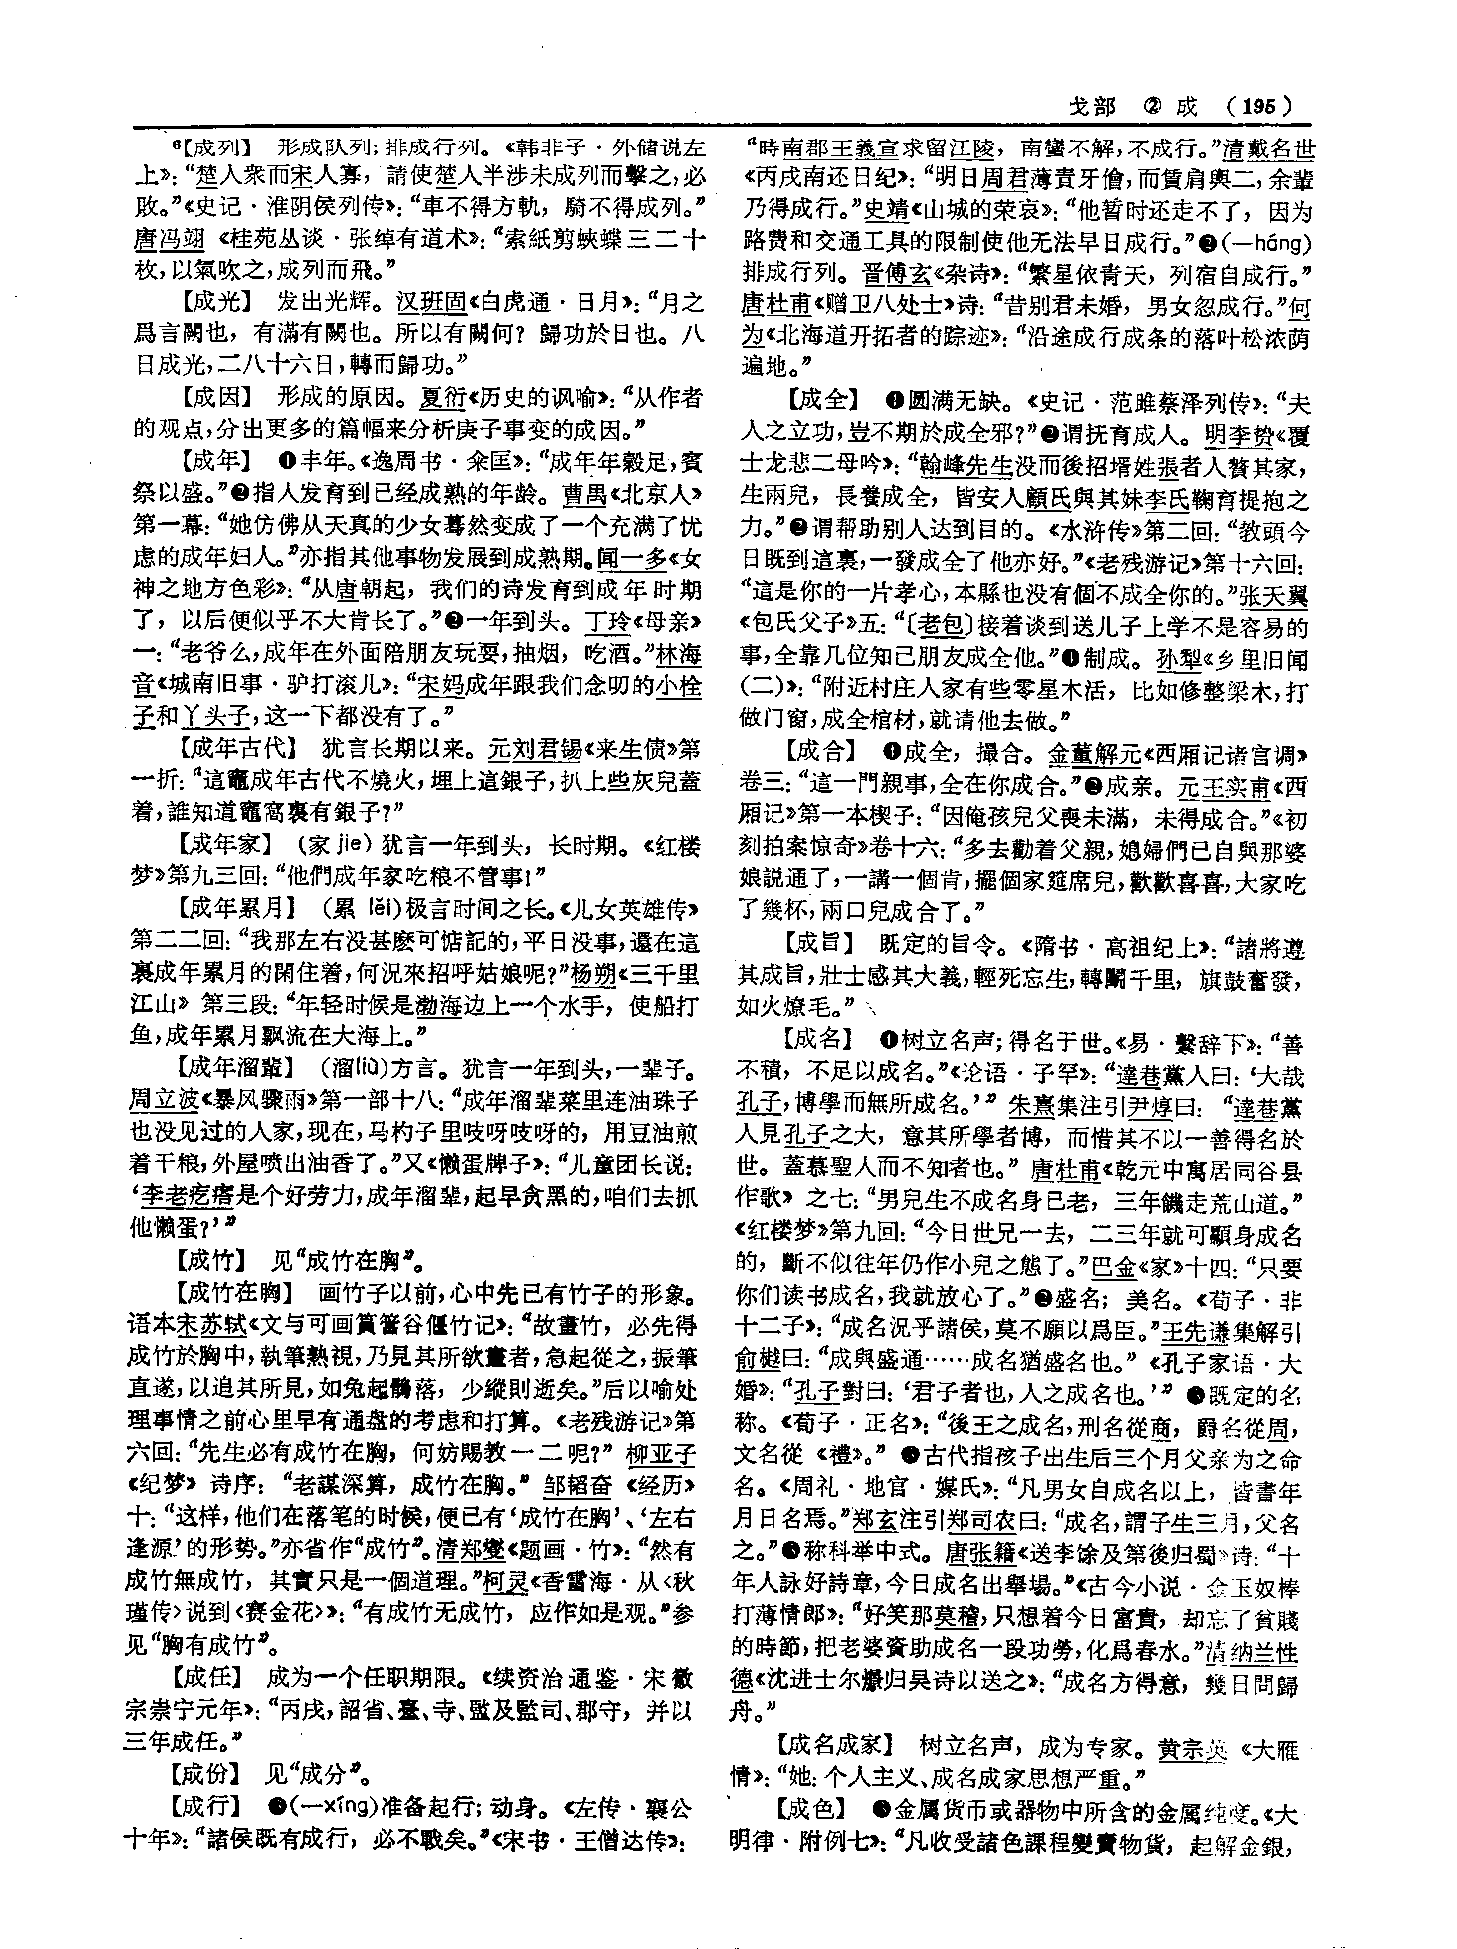 戈部 ② 成 （195）
【成列】 形成队列；排成行列。《韩非子·外储说左
上》：“楚人衆而宋人寡，請使楚人半涉未成列而擊之，必
敗。”《史记·淮阴侯列传》：“車不得方軌，騎不得成列。”
唐冯翊《桂苑丛谈·张绰有道术》：“索紙剪蛺蝶三二十
枚，以氣吹之，成列而飛。”
【成光】 发出光辉。汉班固《白虎通·日月》：“月之
爲言闕也，有滿有闕也。所以有闕何？歸功於日也。八
日成光，二八十六日，轉而歸功。”
【成因】 形成的原因。夏衍《历史的讽喻》：“从作者
的观点，分出更多的篇幅来分析庚子事变的成因。”
【成年】 ❶丰年。《逸周书·籴匡》：“成年年穀足，賓
祭以盛。”❷指人发育到已经成熟的年龄。曹禺《北京人》
第一幕：“她仿佛从天真的少女蓦然变成了一个充满了忧
虑的成年妇人。”亦指其他事物发展到成熟期。闻一多《女
神之地方色彩》：“从唐朝起，我们的诗发育到成年时期
了，以后便似乎不大肯长了。”❷一年到头。丁玲《母亲》
一：“老爷么，成年在外面陪朋友玩耍，抽烟，吃酒。”林海
音《城南旧事·驴打滚儿》：“宋妈成年跟我们念叨的小栓
子和丫头子，这一下都没有了。”
【成年古代】 犹言长期以来。元刘君锡《来生债》第
一折：“這竈成年古代不燒火，埋上這銀子，扒上些灰兒蓋
着，誰知道竈窩裏有銀子？”
【成年家】 （家 jie）犹言一年到头，长时期。《红楼
梦》第九三回：“他們成年家吃粮不管事！”
【成年累月】 （累 lěi）极言时间之长。《儿女英雄传》
第二二回：“我那左右没甚麽可惦記的，平日没事，還在這
裏成年累月的閑住着，何況來招呼姑娘呢？”杨朔《三千里
江山》第三段：“年轻时候是渤海边上一个水手，使船打
鱼，成年累月飘流在大海上。”
【成年溜辈】 （溜liù）方言。犹言一年到头，一辈子。
周立波《暴风骤雨》第一部十八：“成年溜辈菜里连油珠子
也没见过的人家，现在，马杓子里吱呀吱呀的，用豆油煎
着干粮，外屋喷出油香了。”又《懒蛋牌子》：“儿童团长说：
‘李老疙瘩是个好劳力，成年溜辈，起早贪黑的，咱们去抓
他懒蛋？’”
【成竹】 见“成竹在胸”。
【成竹在胸】 画竹子以前，心中先已有竹子的形象。
语本宋苏轼《文与可画篔簹谷偃竹记》：“故畫竹，必先得
成竹於胸中，執筆熟視，乃見其所欲畫者，急起從之，振筆
直遂，以追其所見，如兔起鶻落，少縱則逝矣。”后以喻处
理事情之前心里早有通盘的考虑和打算。《老残游记》第
六回：“先生必有成竹在胸，何妨賜教一二呢？”柳亚子
《纪梦》诗序：“老謀深算，成竹在胸。”邹韬奋《经历》
十：“这样，他们在落笔的时候，便已有‘成竹在胸’、‘左右
逢源’的形势。”亦省作“成竹”。清郑燮《题画·竹》：“然有
成竹無成竹，其實只是一個道理。”柯灵《香雪海·从〈秋
瑾传〉说到〈赛金花〉》：“有成竹无成竹，应作如是观。”参
见“胸有成竹”。
【成任】 成为一个任职期限。《续资治通鉴·宋徽
宗崇宁元年》：“丙戌，詔省、臺、寺、監及監司、郡守，并以
三年成任。”
【成份】 见“成分”。
【成行】 ❶（—xíng）准备起行；动身。《左传·襄公
十年》：“諸侯既有成行，必不戰矣。”《宋书·王僧达传》：
“時南郡王義宣求留江陵，南蠻不解，不成行。”清戴名世
《丙戌南还日纪》：“明日周君薄責牙儈，而賃肩輿二，余輩
乃得成行。”史靖《山城的荣哀》：“他暂时还走不了，因为
路费和交通工具的限制使他无法早日成行。”❷（—háng）
排成行列。晋傅玄《杂诗》：“繁星依青天，列宿自成行。”
唐杜甫《赠卫八处士》诗：“昔别君未婚，男女忽成行。”何
为《北海道开拓者的踪迹》：“沿途成行成条的落叶松浓荫
遍地。”
【成全】 ❶圆满无缺。《史记·范雎蔡泽列传》：“夫
人之立功，豈不期於成全邪？”❷谓抚育成人。明李贽《覆
士龙悲二母吟》：“翰峰先生没而後招壻姓張者入贅其家，
生兩兒，長養成全，皆安人顧氏與其妹李氏鞠育提抱之
力。”❸谓帮助别人达到目的。《水浒传》第二回：“教頭今
日既到這裏，一發成全了他亦好。”《老残游记》第十六回：
“這是你的一片孝心，本縣也没有個不成全你的。”张天翼
《包氏父子》五：“〔老包〕接着谈到送儿子上学不是容易的
事，全靠几位知己朋友成全他。”❹制成。孙犁《乡里旧闻
（二）》：“附近村庄人家有些零星木活，比如修整梁木，打
做门窗，成全棺材，就请他去做。”
【成合】 ❶成全，撮合。金董解元《西厢记诸宫调》
卷三：“這一門親事，全在你成合。”❷成亲。元王实甫《西
厢记》第一本楔子：“因俺孩兒父喪未滿，未得成合。”《初
刻拍案惊奇》卷十六：“多去勸着父親，媳婦們已自與那婆
娘説通了，一講一個肯，擺個家筵席兒，歡歡喜喜，大家吃
了幾杯，兩口兒成合了。”
【成旨】 既定的旨令。《隋书·高祖纪上》：“諸將遵
其成旨，壯士感其大義，輕死忘生，轉鬭千里，旗鼓奮發，
如火燎毛。”
【成名】 ❶树立名声；得名于世。《易·繫辞下》：“善
不積，不足以成名。”《论语·子罕》：“達巷黨人曰：‘大哉
孔子，博學而無所成名。’”朱熹集注引尹焞曰：“達巷黨
人見孔子之大，意其所學者博，而惜其不以一善得名於
世。蓋慕聖人而不知者也。”唐杜甫《乾元中寓居同谷县
作歌》之七：“男兒生不成名身已老，三年饑走荒山道。”
《红楼梦》第九回：“今日世兄一去，二三年就可顯身成名
的，斷不似往年仍作小兒之態了。”巴金《家》十四：“只要
你们读书成名，我就放心了。”❷盛名；美名。《荀子·非
十二子》：“成名況乎諸侯，莫不願以爲臣。”王先谦集解引
俞樾曰：“成與盛通……成名猶盛名也。”《孔子家语·大
婚》：“孔子對曰：‘君子者也，人之成名也。’”❸既定的名
称。《荀子·正名》：“後王之成名，刑名從商，爵名從周，
文名從《禮》。”❹古代指孩子出生后三个月父亲为之命
名。《周礼·地官·媒氏》：“凡男女自成名以上，皆書年
月日名焉。”郑玄注引郑司农曰：“成名，謂子生三月，父名
之。”❺称科举中式。唐张籍《送李馀及第後归蜀》诗：“十
年人詠好詩章，今日成名出舉場。”《古今小说·金玉奴棒
打薄情郎》：“好笑那莫稽，只想着今日富貴，却忘了貧賤
的時節，把老婆資助成名一段功勞，化爲春水。”清纳兰性
德《沈进士尔爜归吴诗以送之》：“成名方得意，幾日問歸
舟。”
【成名成家】 树立名声，成为专家。黄宗英《大雁
情》：“她：个人主义、成名成家思想严重。”
【成色】 ❶金属货币或器物中所含的金属纯度。《大
明律·附例七》：“凡收受諸色課程變賣物貨，起解金銀，